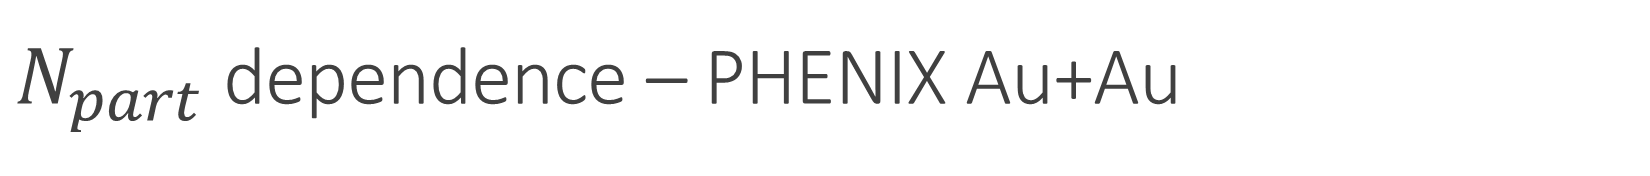 N_part dependence – PHENIX Au+Au